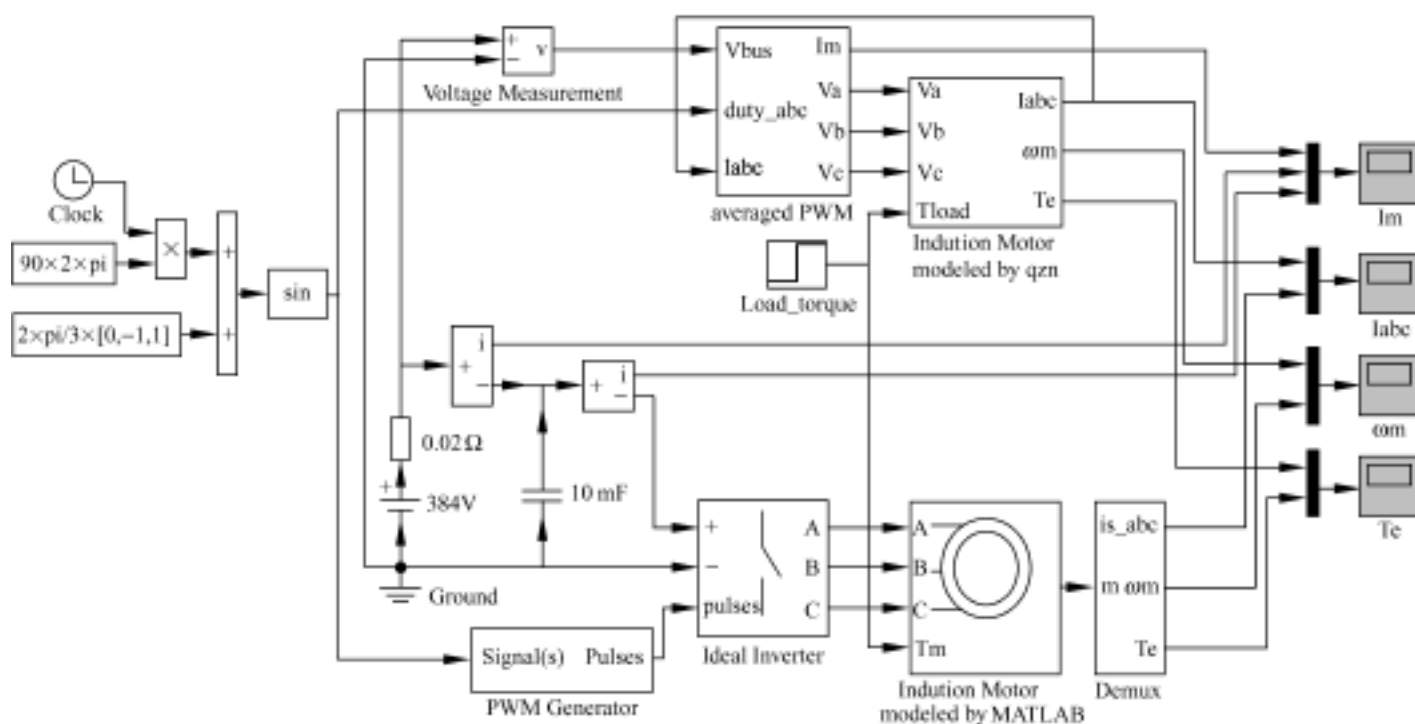 +
−
v
Voltage Measurement
Vbus
duty_abc
Iabc
Im
Va
Vb
Vc
averaged PWM
Va
Vb
Vc
Tload
Iabc
ωm
Te
Indution Motor
modeled by qzn
Clock
90×2×pi
×
2×pi/3×[0,−1,1]
+
+
sin
Load_torque
Im
Iabc
ωm
Te
+
i
−
+
i
−
0.02Ω
+
384V
10 mF
Ground
+
−
pulses
A
B
C
Ideal Inverter
A
B
C
Tm
Indution Motor
modeled by MATLAB
m
is_abc
ωm
Te
Demux
Signal(s)
Pulses
PWM Generator